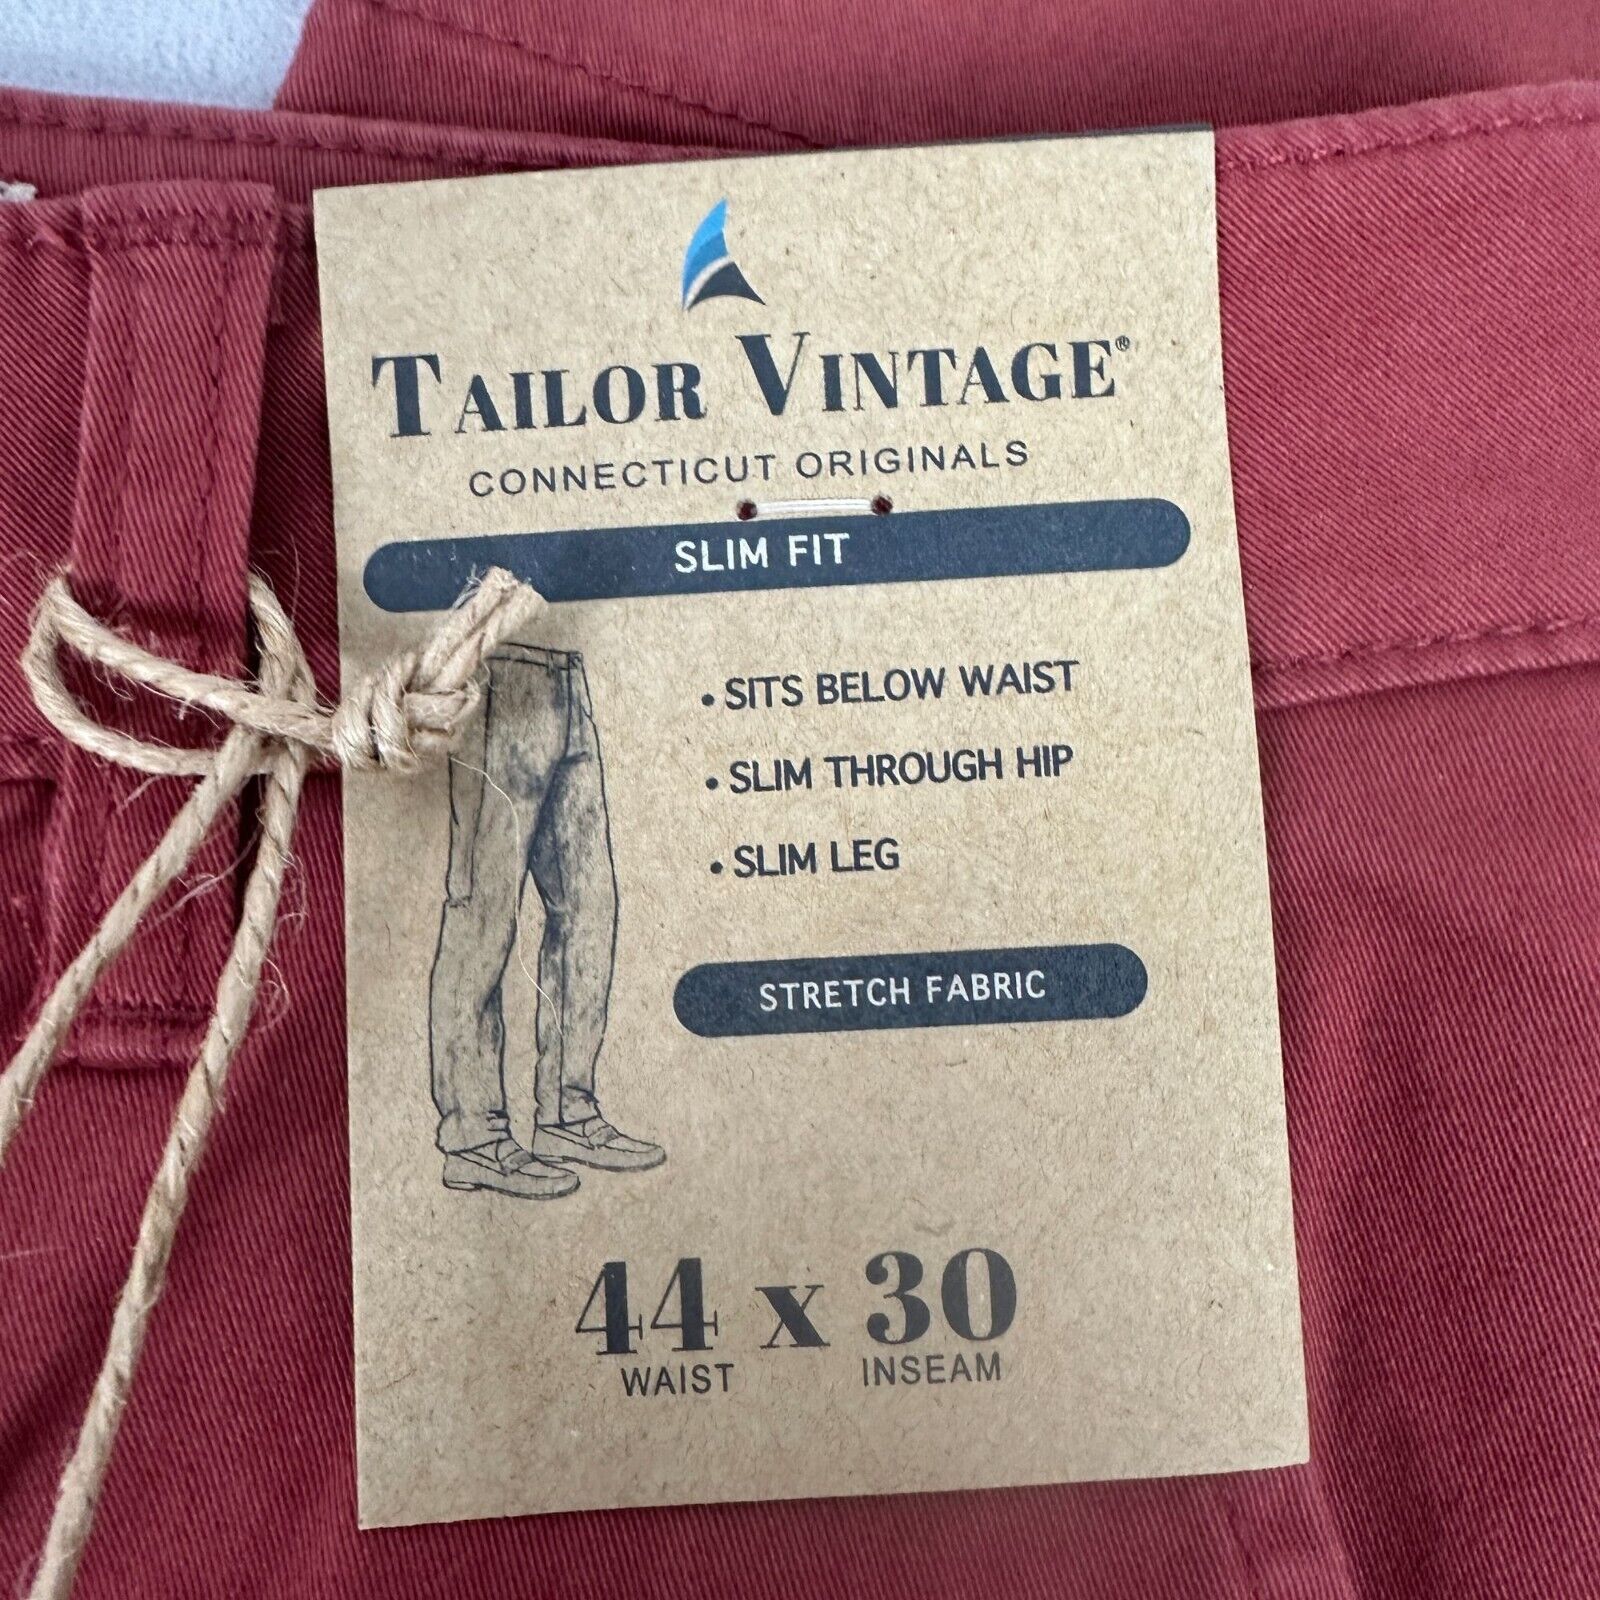 TAILOR VINTAGE®
CONNECTICUT ORIGINALS
SLIM FIT
• SITS BELOW WAIST
• SLIM THROUGH HIP
• SLIM LEG
STRETCH FABRIC
44 x 30
WAIST INSEAM